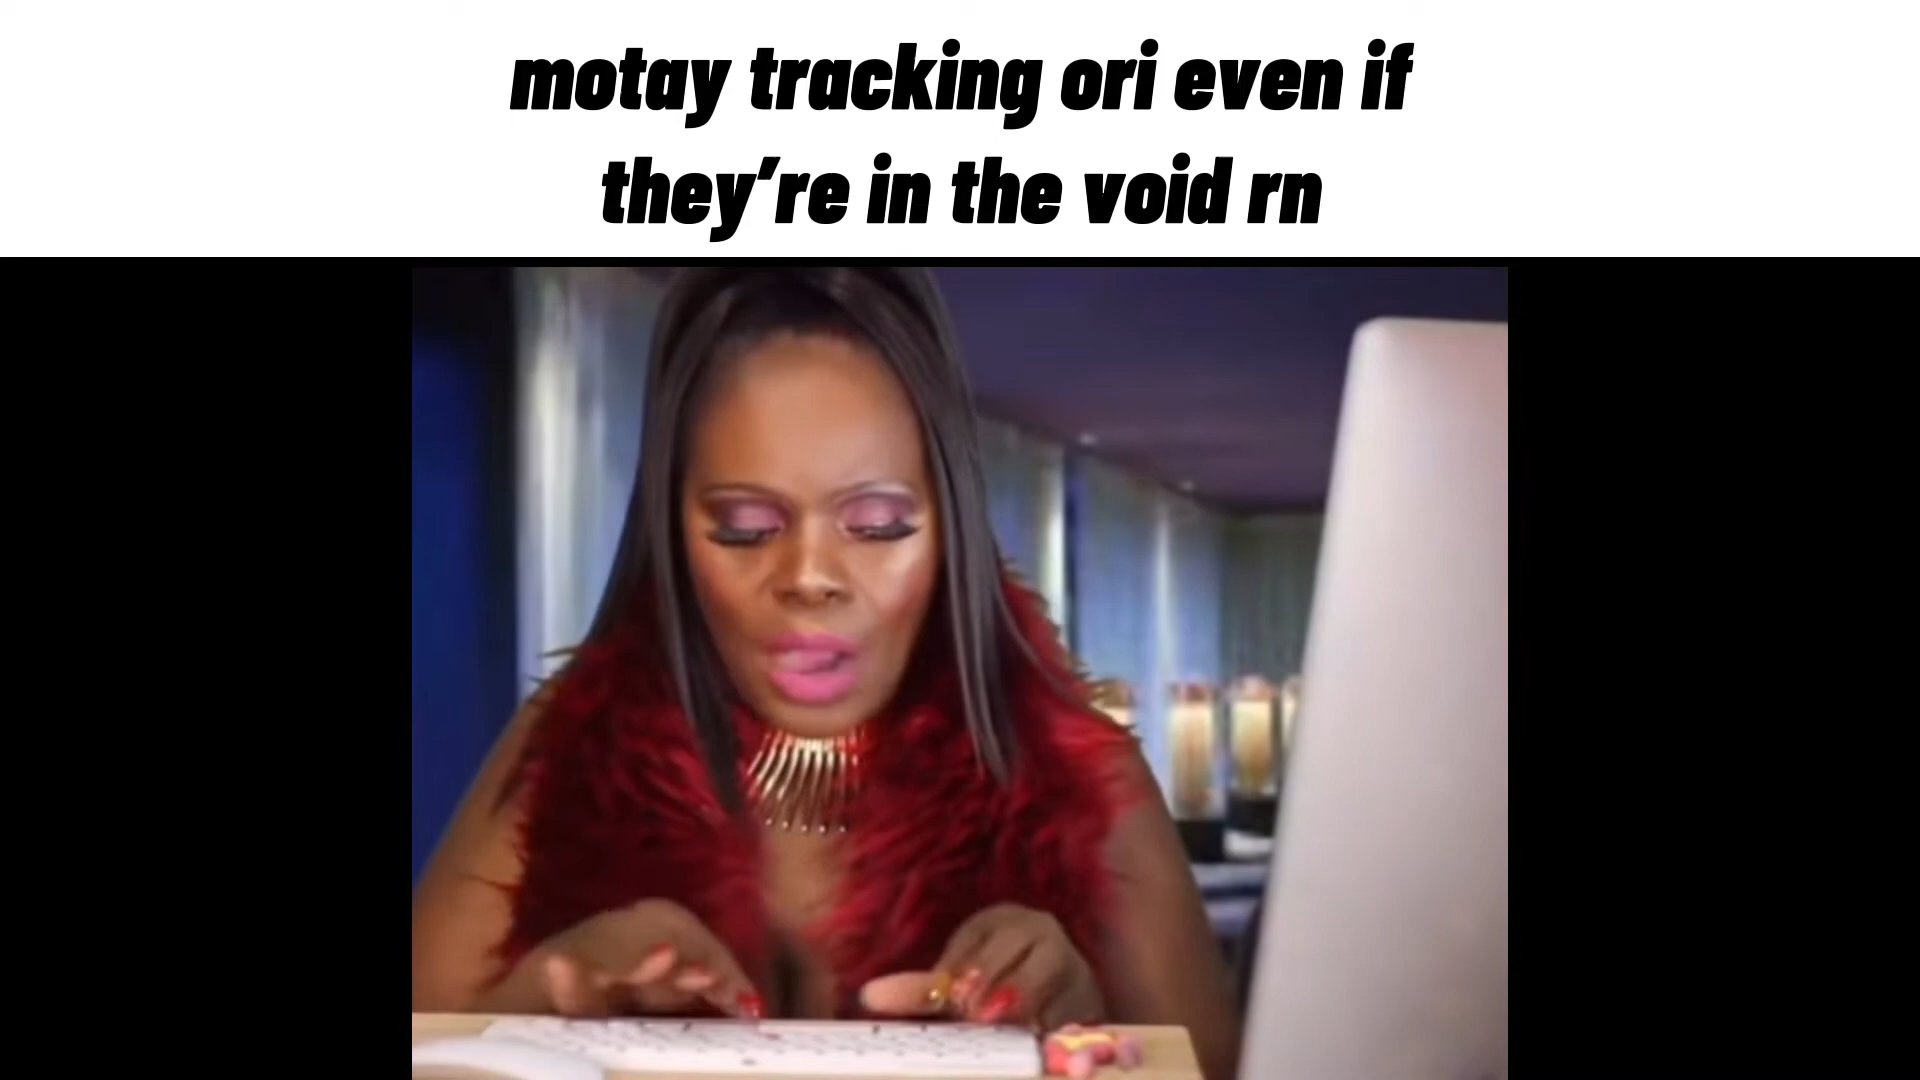 motay tracking ori even if
they’re in the void rn